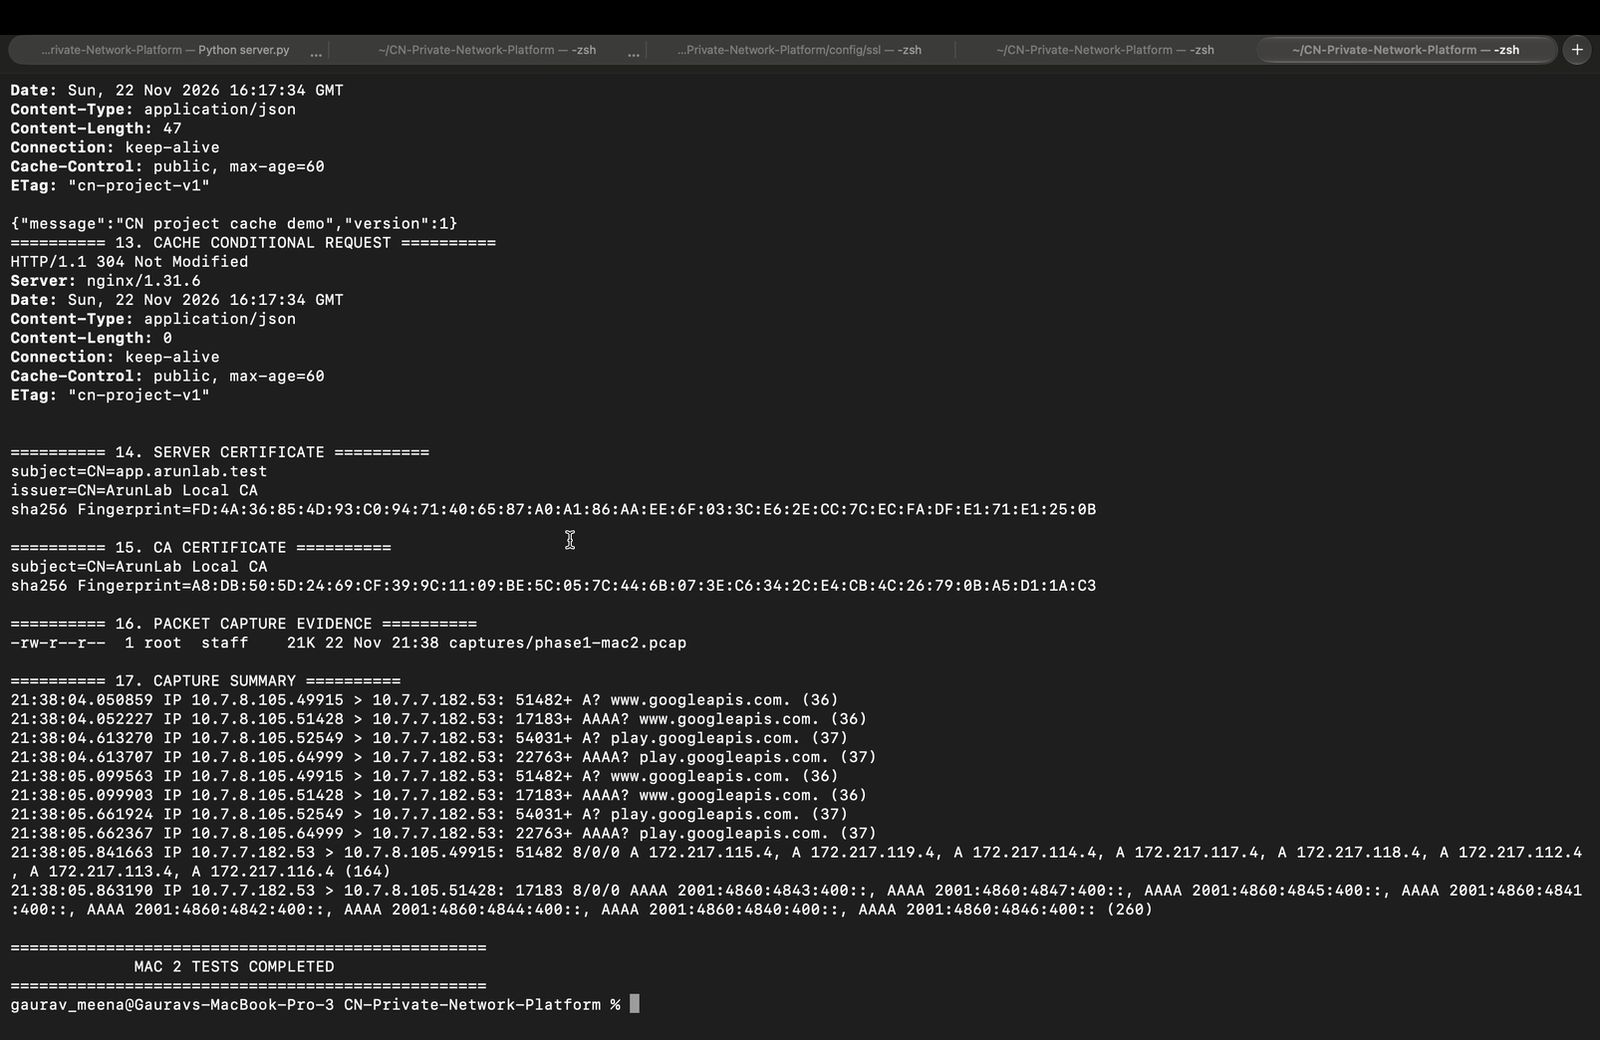 ...rivate-Network-Platform — Python server.py ...
~/CN-Private-Network-Platform — -zsh ...
...Private-Network-Platform/config/ssl — -zsh
~/CN-Private-Network-Platform — -zsh
~/CN-Private-Network-Platform — -zsh
+
Date: Sun, 22 Nov 2026 16:17:34 GMT
Content-Type: application/json
Content-Length: 47
Connection: keep-alive
Cache-Control: public, max-age=60
ETag: "cn-project-v1"
{"message":"CN project cache demo","version":1}
========== 13. CACHE CONDITIONAL REQUEST ==========
HTTP/1.1 304 Not Modified
Server: nginx/1.31.6
Date: Sun, 22 Nov 2026 16:17:34 GMT
Content-Type: application/json
Content-Length: 0
Connection: keep-alive
Cache-Control: public, max-age=60
ETag: "cn-project-v1"
========== 14. SERVER CERTIFICATE ==========
subject=CN=app.arunlab.test
issuer=CN=ArunLab Local CA
sha256 Fingerprint=FD:4A:36:85:4D:93:C0:94:71:40:65:87:A0:A1:86:AA:EE:6F:03:3C:E6:2E:CC:7C:EC:FA:DF:E1:71:E1:25:0B
========== 15. CA CERTIFICATE ==========
subject=CN=ArunLab Local CA
sha256 Fingerprint=A8:DB:50:5D:24:69:CF:39:9C:11:09:BE:5C:05:7C:44:6B:07:3E:C6:34:2C:E4:CB:4C:26:79:0B:A5:D1:1A:C3
========== 16. PACKET CAPTURE EVIDENCE ==========
-rw-r--r--  1 root  staff    21K 22 Nov 21:38 captures/phase1-mac2.pcap
========== 17. CAPTURE SUMMARY ==========
21:38:04.050859 IP 10.7.8.105.49915 > 10.7.7.182.53: 51482+ A? www.googleapis.com. (36)
21:38:04.052227 IP 10.7.8.105.51428 > 10.7.7.182.53: 17183+ AAAA? www.googleapis.com. (36)
21:38:04.613270 IP 10.7.8.105.52549 > 10.7.7.182.53: 54031+ A? play.googleapis.com. (37)
21:38:04.613707 IP 10.7.8.105.64999 > 10.7.7.182.53: 22763+ AAAA? play.googleapis.com. (37)
21:38:05.099563 IP 10.7.8.105.49915 > 10.7.7.182.53: 51482+ A? www.googleapis.com. (36)
21:38:05.099903 IP 10.7.8.105.51428 > 10.7.7.182.53: 17183+ AAAA? www.googleapis.com. (36)
21:38:05.661924 IP 10.7.8.105.52549 > 10.7.7.182.53: 54031+ A? play.googleapis.com. (37)
21:38:05.662367 IP 10.7.8.105.64999 > 10.7.7.182.53: 22763+ AAAA? play.googleapis.com. (37)
21:38:05.841663 IP 10.7.7.182.53 > 10.7.8.105.49915: 51482 8/0/0 A 172.217.115.4, A 172.217.119.4, A 172.217.114.4, A 172.217.117.4, A 172.217.118.4, A 172.217.112.4
, A 172.217.113.4, A 172.217.116.4 (164)
21:38:05.863190 IP 10.7.7.182.53 > 10.7.8.105.51428: 17183 8/0/0 AAAA 2001:4860:4843:400::, AAAA 2001:4860:4847:400::, AAAA 2001:4860:4845:400::, AAAA 2001:4860:4841
:400::, AAAA 2001:4860:4842:400::, AAAA 2001:4860:4844:400::, AAAA 2001:4860:4840:400::, AAAA 2001:4860:4846:400:: (260)
==================================================
MAC 2 TESTS COMPLETED
==================================================
gaurav_meena@Gauravs-MacBook-Pro-3 CN-Private-Network-Platform %